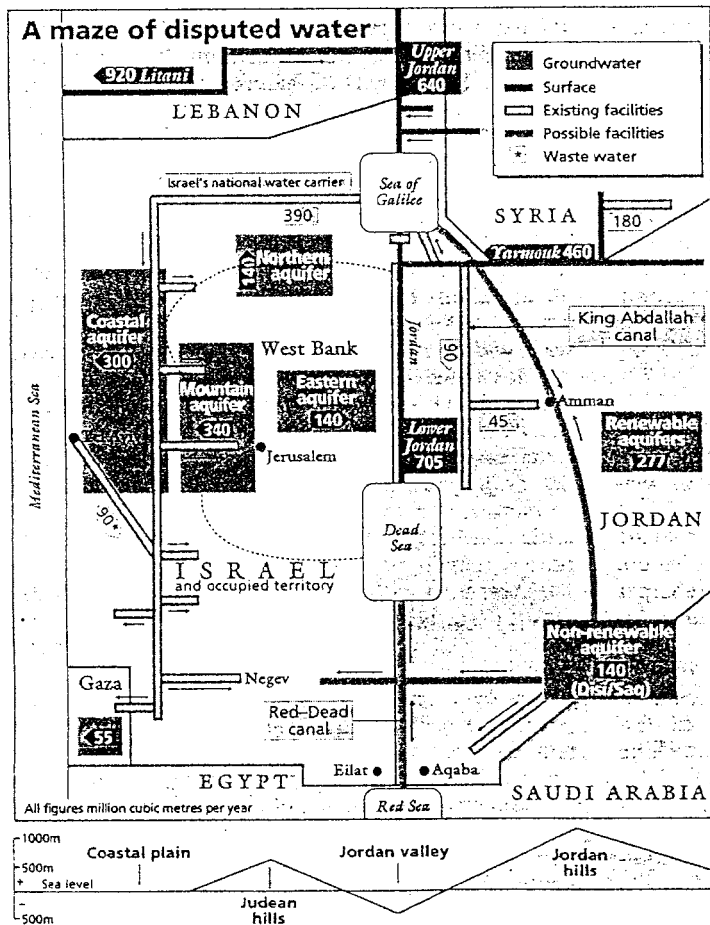 A maze of disputed water
920 Litani
LEBANON
Upper
Jordan
640
Groundwater
Surface
Existing facilities
Possible facilities
* Waste water
Israel's national water carrier
390
Sea of
Galilee
SYRIA
180
Yarmouk 460
140
Northern
aquifer
Coastal
aquifer
300
West Bank
Mountain
aquifer
340
Eastern
aquifer
140
Jerusalem
Jordan
90
King Abdallah
canal
Amman
45
Lower
Jordan
705
Renewable
aquifers
277
Mediterranean Sea
90*
Dead
Sea
JORDAN
ISRAEL
and occupied territory
Non-renewable
aquifer
140
(Disi/Saq)
Gaza
55
Negev
Red-Dead
canal
Eilat
Aqaba
EGYPT
SAUDI ARABIA
Red Sea
All figures million cubic metres per year
1000m
500m
+ Sea level
–
500m
Coastal plain
Judean
hills
Jordan valley
Jordan
hills